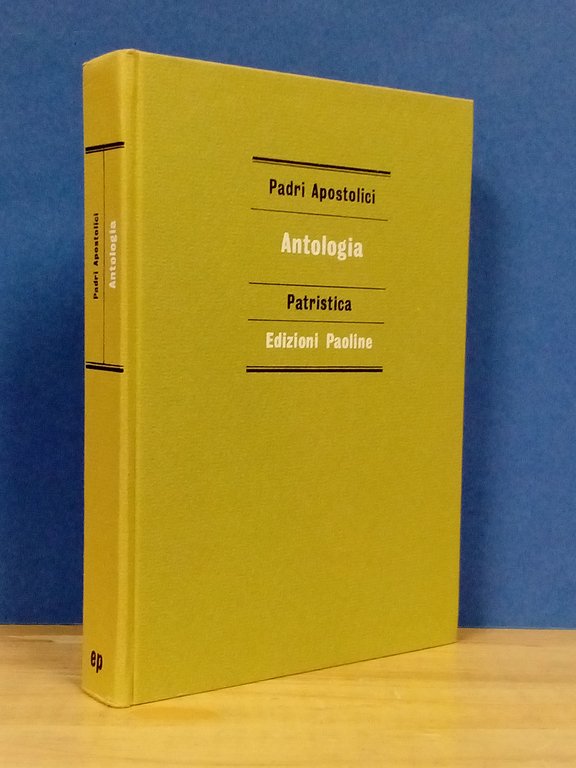 Padri Apostolici
Antologia
Patristica
Edizioni Paoline
Padri Apostolici
Antologia
ep